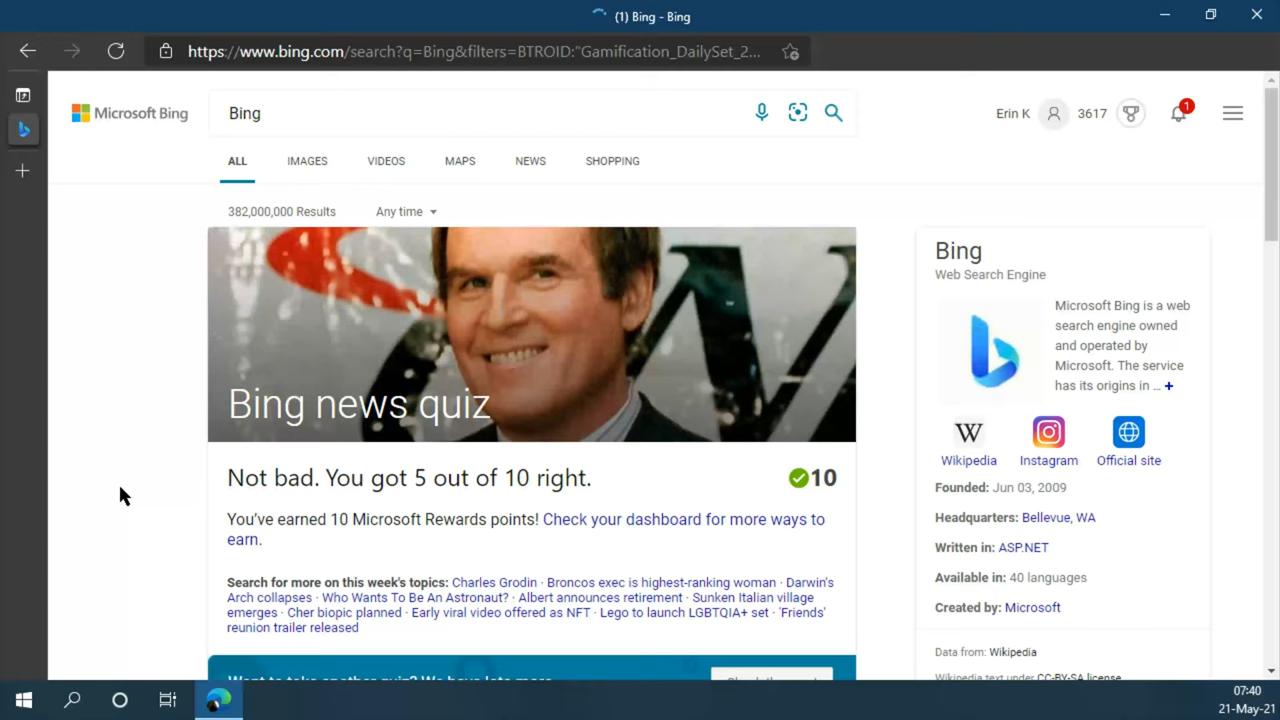 (1) Bing - Bing
https://www.bing.com/search?q=Bing&filters=BTROID:"Gamification_DailySet_2...
Microsoft Bing
Bing
Erin K
3617
1
ALL
IMAGES
VIDEOS
MAPS
NEWS
SHOPPING
382,000,000 Results
Any time
Bing news quiz
Not bad. You got 5 out of 10 right.
10
You've earned 10 Microsoft Rewards points! Check your dashboard for more ways to
earn.
Search for more on this week's topics: Charles Grodin · Broncos exec is highest-ranking woman · Darwin's
Arch collapses · Who Wants To Be An Astronaut? · Albert announces retirement · Sunken Italian village
emerges · Cher biopic planned · Early viral video offered as NFT · Lego to launch LGBTQIA+ set · 'Friends'
reunion trailer released
Bing
Web Search Engine
Microsoft Bing is a web
search engine owned
and operated by
Microsoft. The service
has its origins in ... +
W
Wikipedia
Instagram
Official site
Founded: Jun 03, 2009
Headquarters: Bellevue, WA
Written in: ASP.NET
Available in: 40 languages
Created by: Microsoft
Data from: Wikipedia
Wikipedia text under CC-BY-SA license
07:40
21-May-21